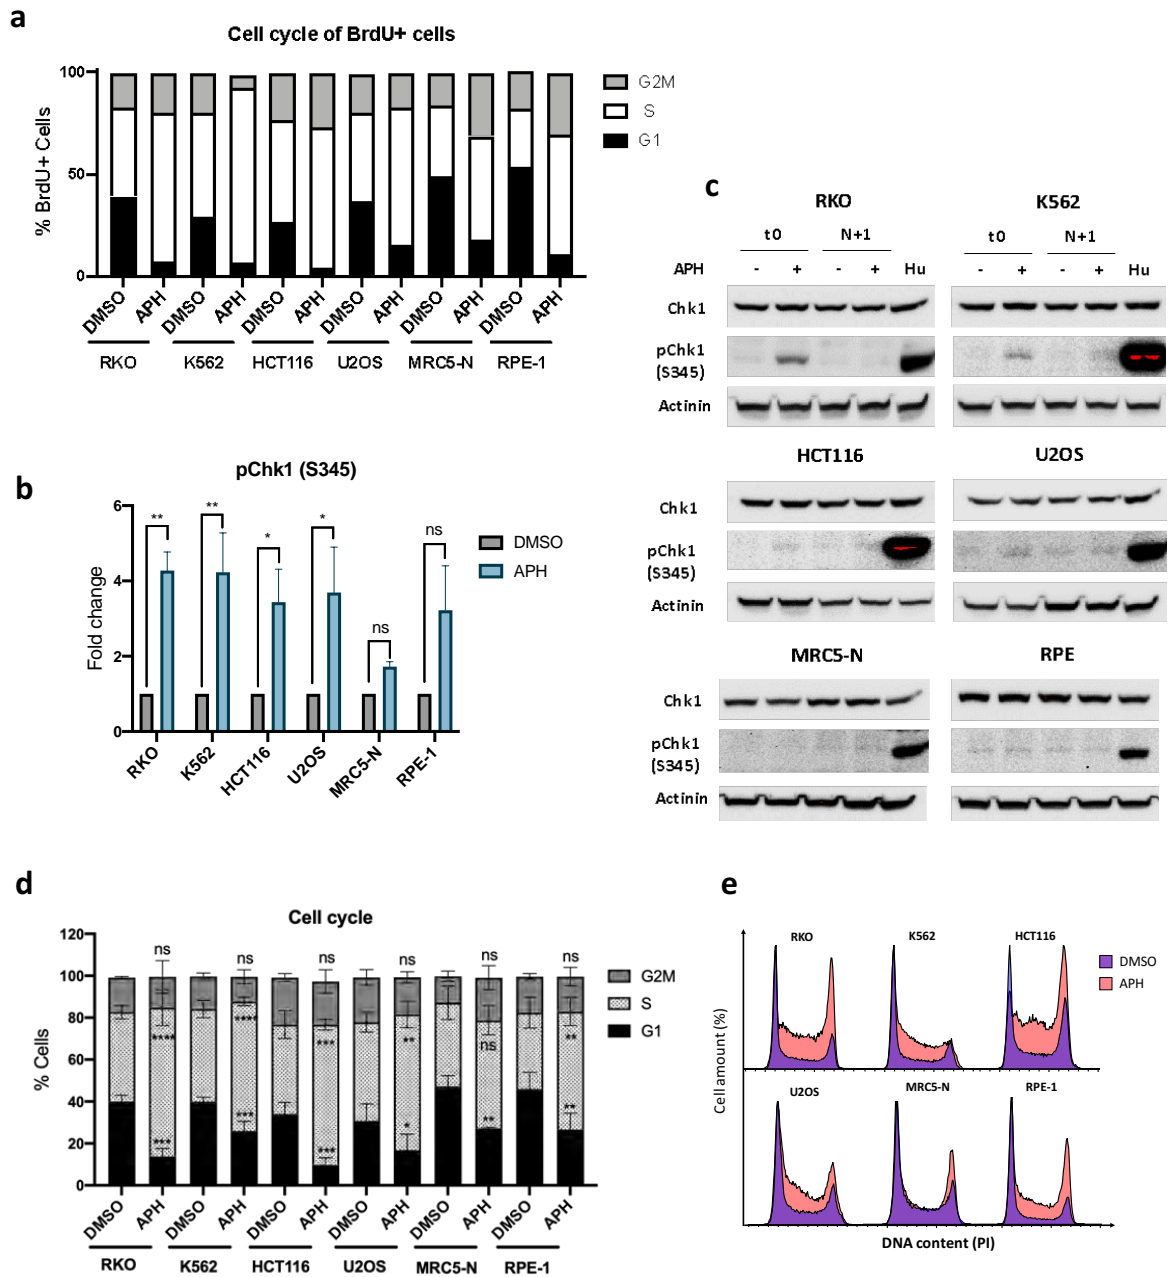 a
Cell cycle of BrdU+ cells
% BrdU+ Cells
100
50
0
G2M
S
G1
DMSO APH DMSO APH DMSO APH DMSO APH DMSO APH DMSO APH
RKO K562 HCT116 U2OS MRC5-N RPE-1
b
pChk1 (S345)
Fold change
6
4
2
0
** ** * * ns ns
DMSO
APH
RKO K562 HCT116 U2OS MRC5-N RPE-1
c
RKO K562
t0 N+1 t0 N+1
APH - + - + Hu - + - + Hu
Chk1
pChk1
(S345)
Actinin
HCT116 U2OS
Chk1
pChk1
(S345)
Actinin
MRC5-N RPE
Chk1
pChk1
(S345)
Actinin
d
Cell cycle
% Cells
120
100
80
60
40
20
0
ns ns ns ns ns ns
**** **** *** ** ns **
*** *** *** * ** **
G2M
S
G1
DMSO APH DMSO APH DMSO APH DMSO APH DMSO APH DMSO APH
RKO K562 HCT116 U2OS MRC5-N RPE-1
e
RKO K562 HCT116
DMSO
APH
U2OS MRC5-N RPE-1
Cell amount (%)
DNA content (PI)